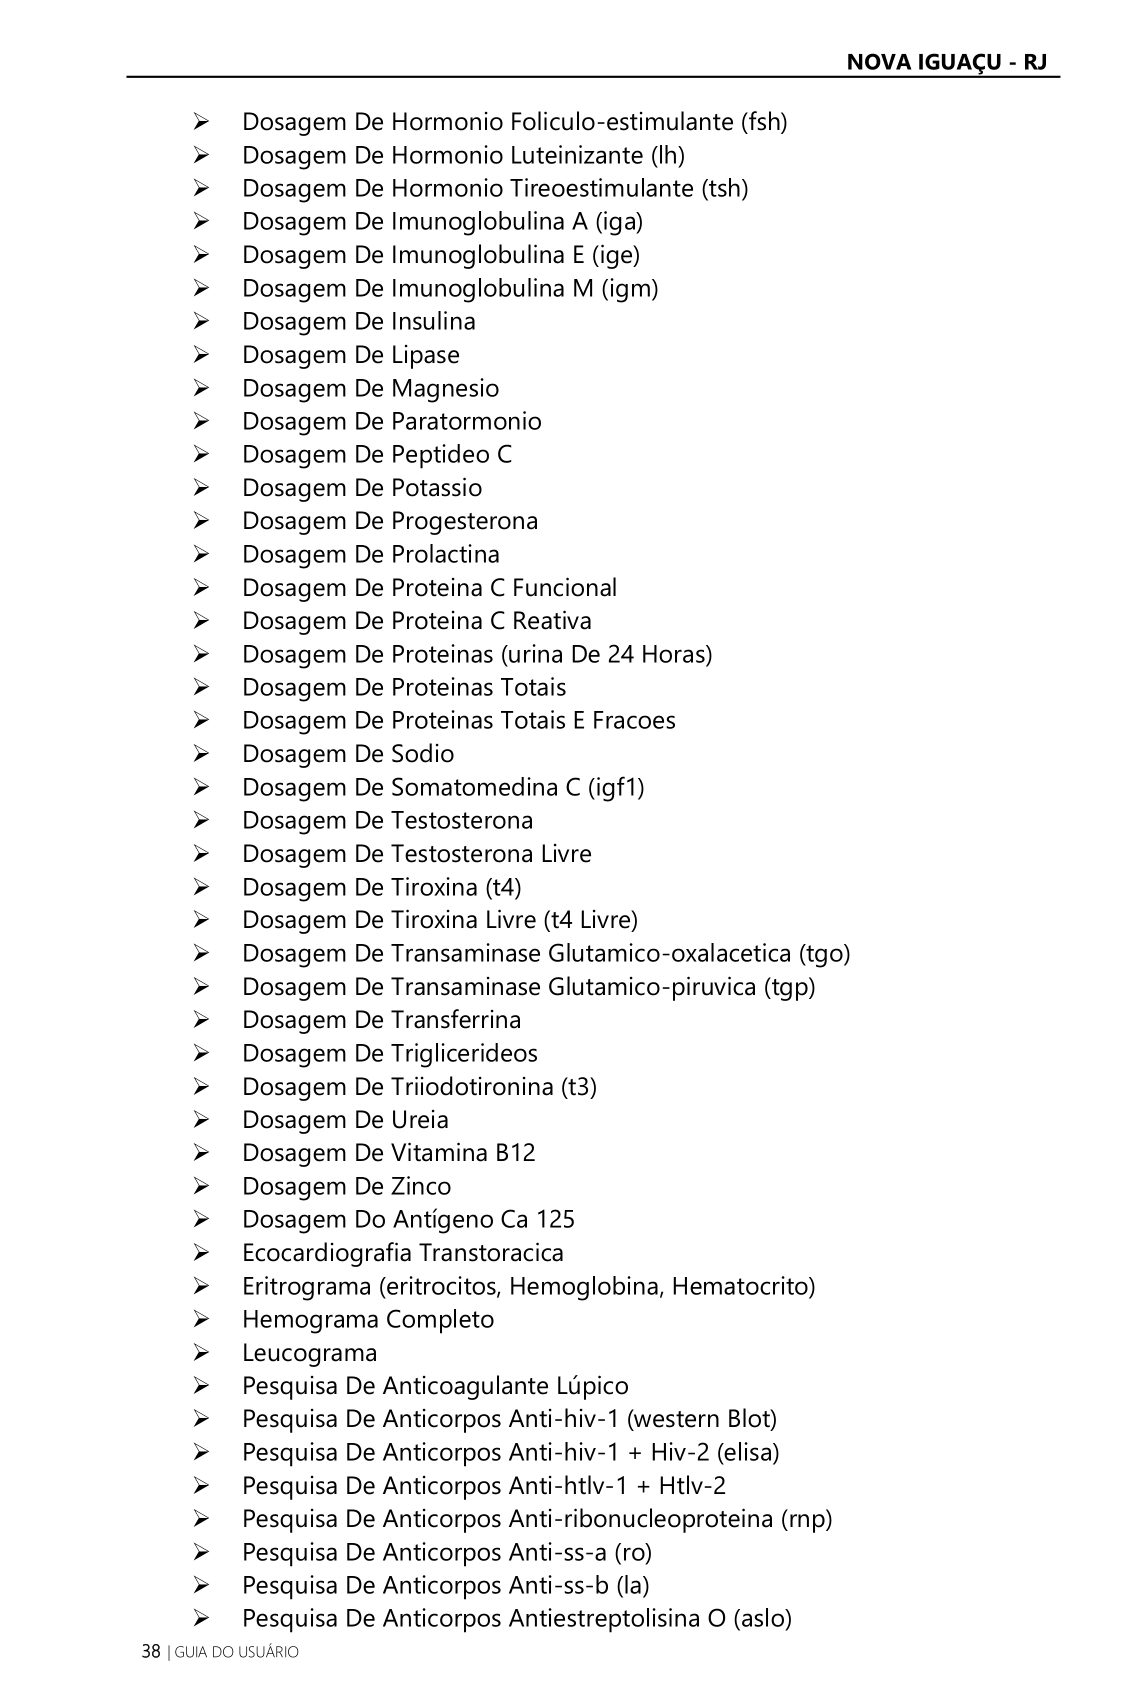 NOVA IGUAÇU - RJ
➢ Dosagem De Hormonio Foliculo-estimulante (fsh)
➢ Dosagem De Hormonio Luteinizante (lh)
➢ Dosagem De Hormonio Tireoestimulante (tsh)
➢ Dosagem De Imunoglobulina A (iga)
➢ Dosagem De Imunoglobulina E (ige)
➢ Dosagem De Imunoglobulina M (igm)
➢ Dosagem De Insulina
➢ Dosagem De Lipase
➢ Dosagem De Magnesio
➢ Dosagem De Paratormonio
➢ Dosagem De Peptideo C
➢ Dosagem De Potassio
➢ Dosagem De Progesterona
➢ Dosagem De Prolactina
➢ Dosagem De Proteina C Funcional
➢ Dosagem De Proteina C Reativa
➢ Dosagem De Proteinas (urina De 24 Horas)
➢ Dosagem De Proteinas Totais
➢ Dosagem De Proteinas Totais E Fracoes
➢ Dosagem De Sodio
➢ Dosagem De Somatomedina C (igf1)
➢ Dosagem De Testosterona
➢ Dosagem De Testosterona Livre
➢ Dosagem De Tiroxina (t4)
➢ Dosagem De Tiroxina Livre (t4 Livre)
➢ Dosagem De Transaminase Glutamico-oxalacetica (tgo)
➢ Dosagem De Transaminase Glutamico-piruvica (tgp)
➢ Dosagem De Transferrina
➢ Dosagem De Triglicerideos
➢ Dosagem De Triiodotironina (t3)
➢ Dosagem De Ureia
➢ Dosagem De Vitamina B12
➢ Dosagem De Zinco
➢ Dosagem Do Antígeno Ca 125
➢ Ecocardiografia Transtoracica
➢ Eritrograma (eritrocitos, Hemoglobina, Hematocrito)
➢ Hemograma Completo
➢ Leucograma
➢ Pesquisa De Anticoagulante Lúpico
➢ Pesquisa De Anticorpos Anti-hiv-1 (western Blot)
➢ Pesquisa De Anticorpos Anti-hiv-1 + Hiv-2 (elisa)
➢ Pesquisa De Anticorpos Anti-htlv-1 + Htlv-2
➢ Pesquisa De Anticorpos Anti-ribonucleoproteina (rnp)
➢ Pesquisa De Anticorpos Anti-ss-a (ro)
➢ Pesquisa De Anticorpos Anti-ss-b (la)
➢ Pesquisa De Anticorpos Antiestreptolisina O (aslo)
38 | GUIA DO USUÁRIO